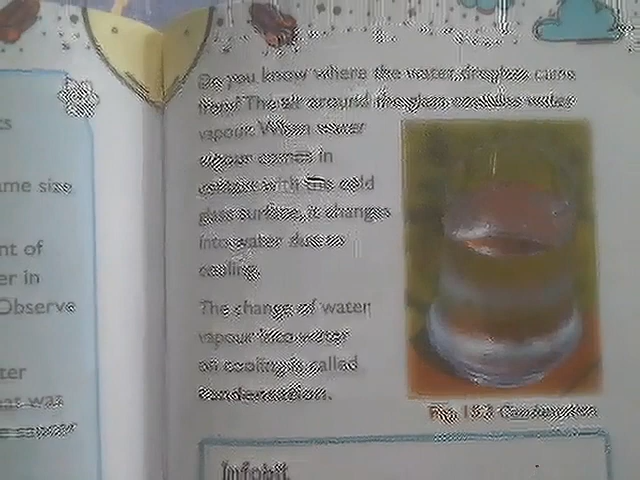 ts
ame size
nt of
er in
Observe
ter
at was
Do you know where the water droplets came
from? The air around the glass contains water
vapour. When water
vapour comes in
contact with the cold
glass surface, it changes
into water due to
cooling.
The change of water
vapour into water
on cooling is called
condensation.
Fig. Condensation
Infobit